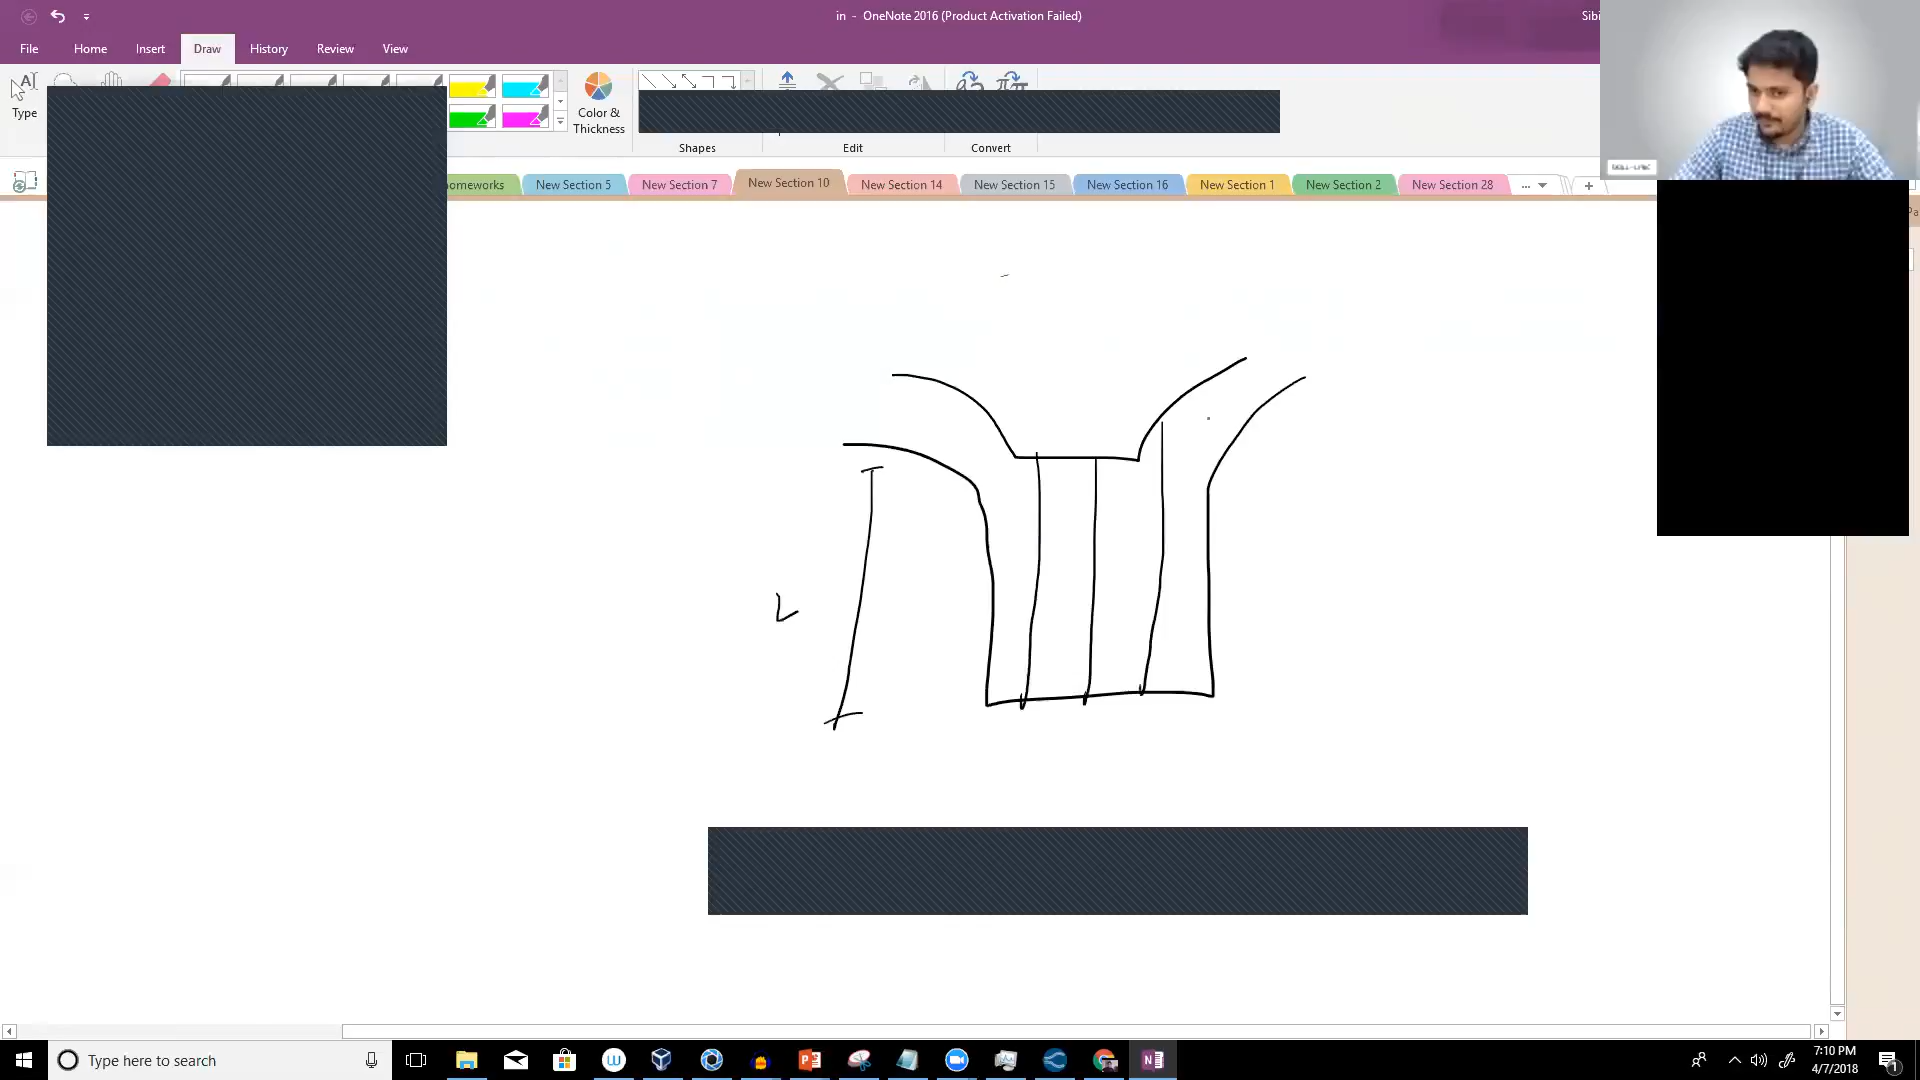 in - OneNote 2016 (Product Activation Failed)
Sibi
File Home Insert Draw History Review View
Type
Color & Thickness
Shapes
Edit
Convert
omeworks New Section 5 New Section 7 New Section 10 New Section 14 New Section 15 New Section 16 New Section 1 New Section 2 New Section 28 ...
Pa
L
Type here to search
7:10 PM
4/7/2018